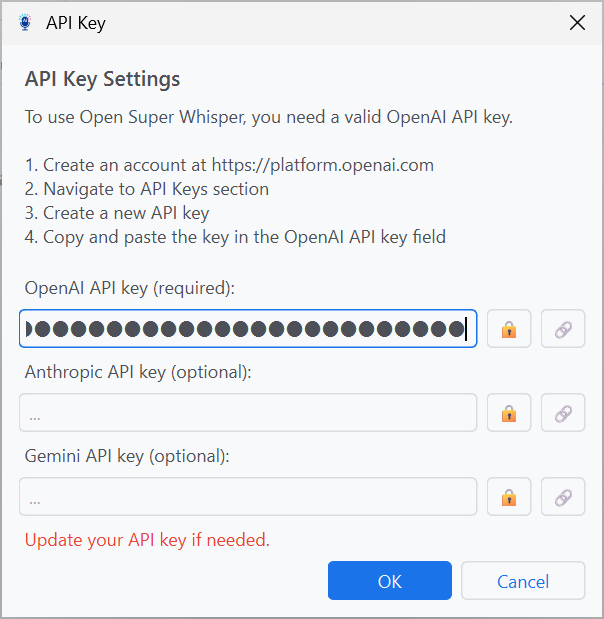 API Key
API Key Settings
To use Open Super Whisper, you need a valid OpenAI API key.
1. Create an account at https://platform.openai.com
2. Navigate to API Keys section
3. Create a new API key
4. Copy and paste the key in the OpenAI API key field
OpenAI API key (required):
Anthropic API key (optional):
...
Gemini API key (optional):
...
Update your API key if needed.
OK Cancel